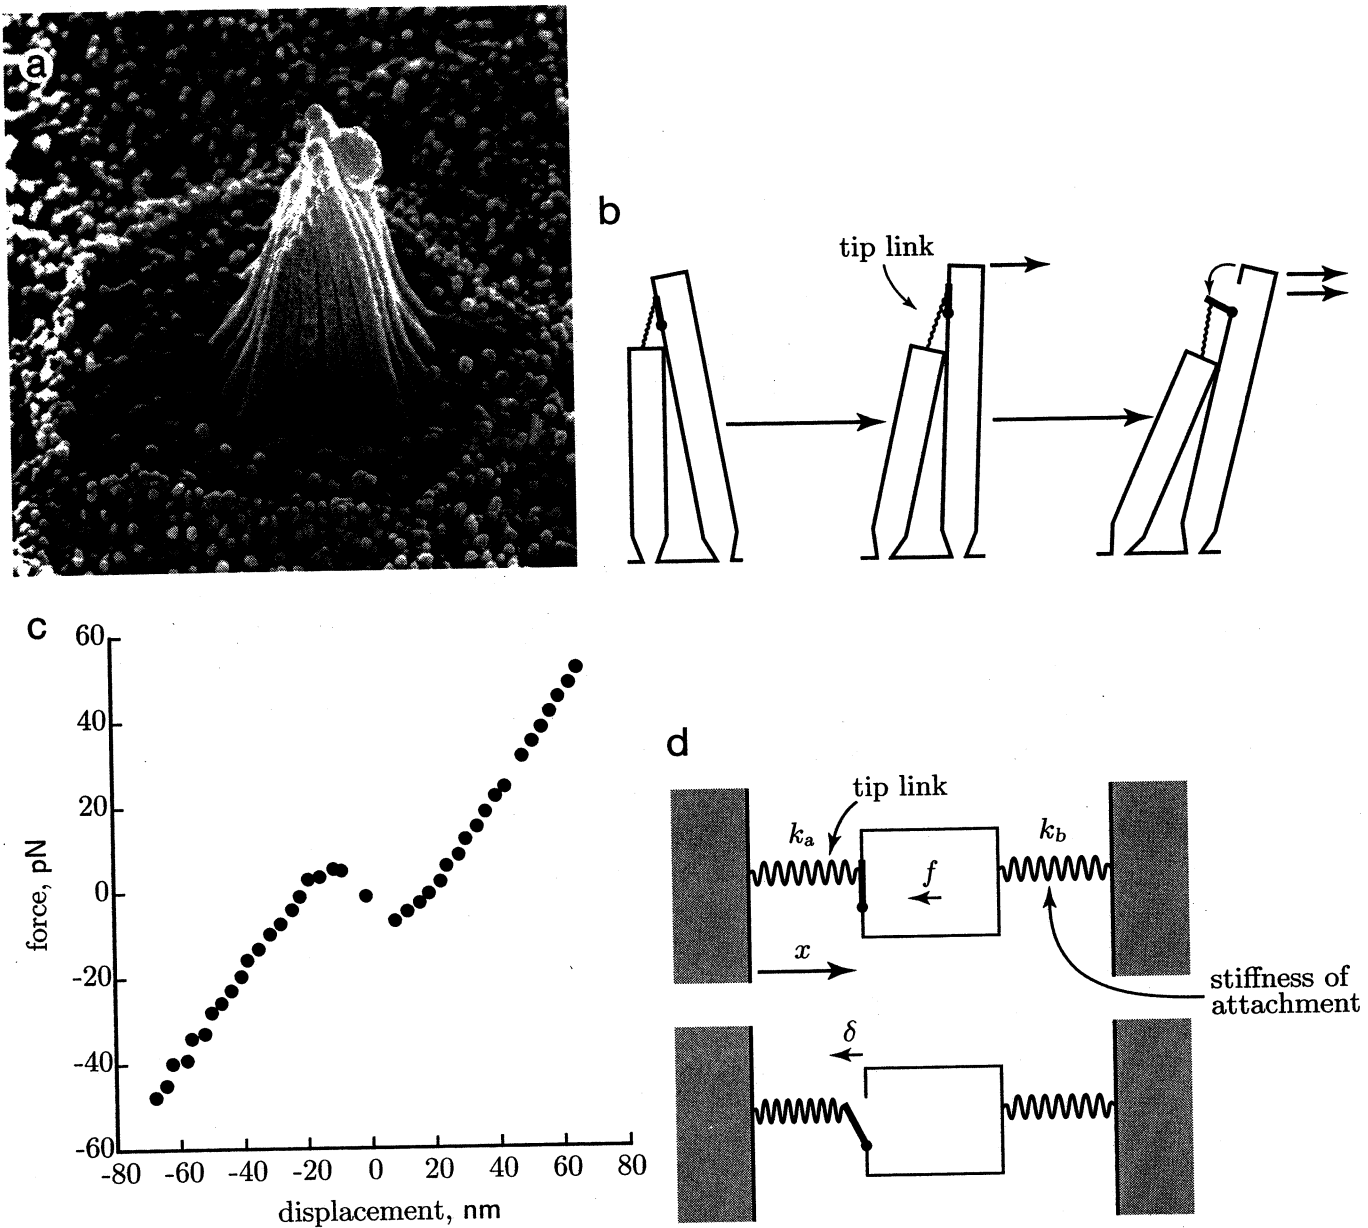 a
b
tip link
c
60
40
20
0
-20
-40
-60
-80 -60 -40 -20 0 20 40 60 80
force, pN
displacement, nm
d
tip link
kₐ
k_b
f
x
stiffness of
attachment
δ